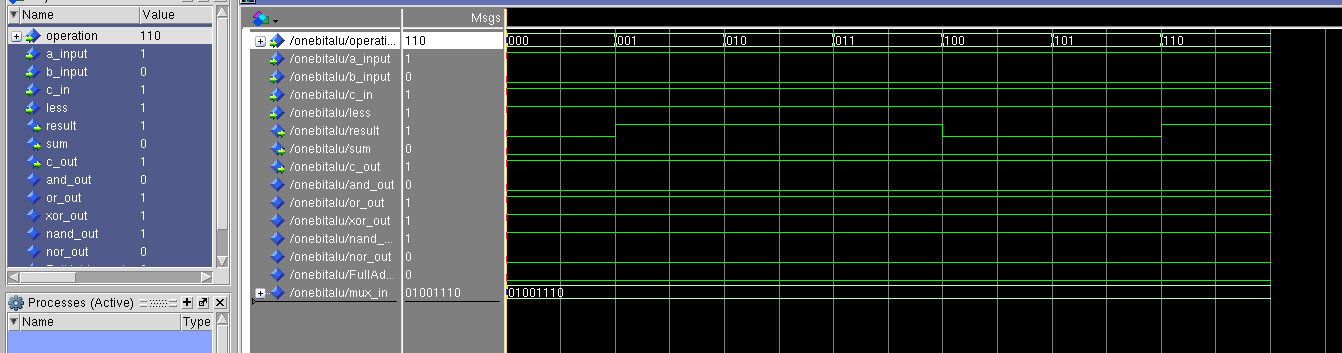 Name Value
operation 110
a_input 1
b_input 0
c_in 1
less 1
result 1
sum 0
c_out 1
and_out 0
or_out 1
xor_out 1
nand_out 1
nor_out 0
Processes (Active)
Name Type
Msgs
/onebitalu/operati... 110 000 001 010 011 100 101 110
/onebitalu/a_input 1
/onebitalu/b_input 0
/onebitalu/c_in 1
/onebitalu/less 1
/onebitalu/result 1
/onebitalu/sum 0
/onebitalu/c_out 1
/onebitalu/and_out 0
/onebitalu/or_out 1
/onebitalu/xor_out 1
/onebitalu/nand_... 1
/onebitalu/nor_out 0
/onebitalu/FullAd... 0
/onebitalu/mux_in 01001110 01001110